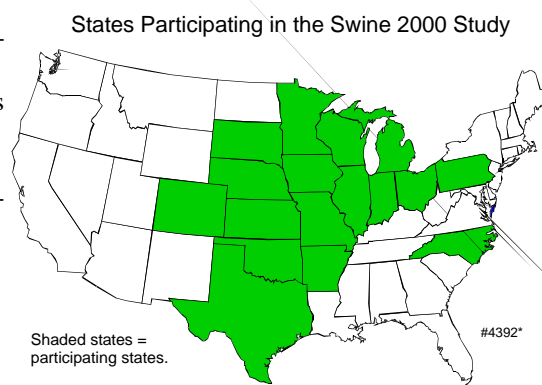 States Participating in the Swine 2000 Study
s
Shaded states =
participating states.
#4392*